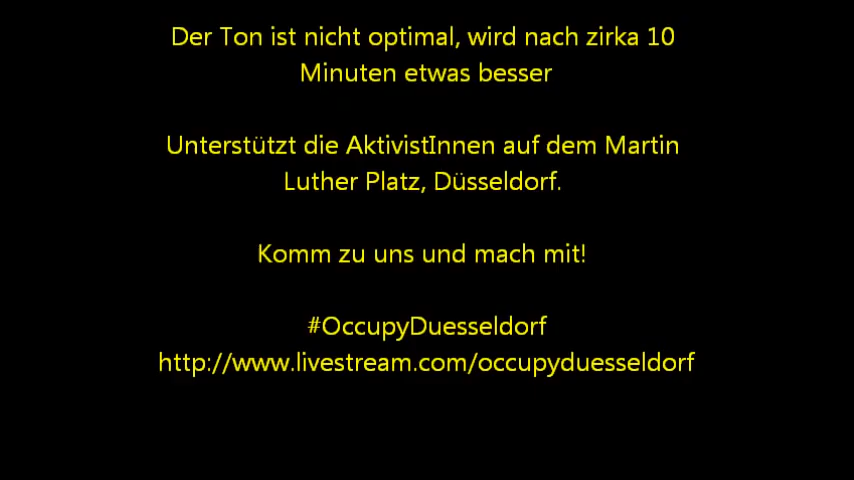 Der Ton ist nicht optimal, wird nach zirka 10
Minuten etwas besser
Unterstützt die AktivistInnen auf dem Martin
Luther Platz, Düsseldorf.
Komm zu uns und mach mit!
#OccupyDuesseldorf
http://www.livestream.com/occupyduesseldorf